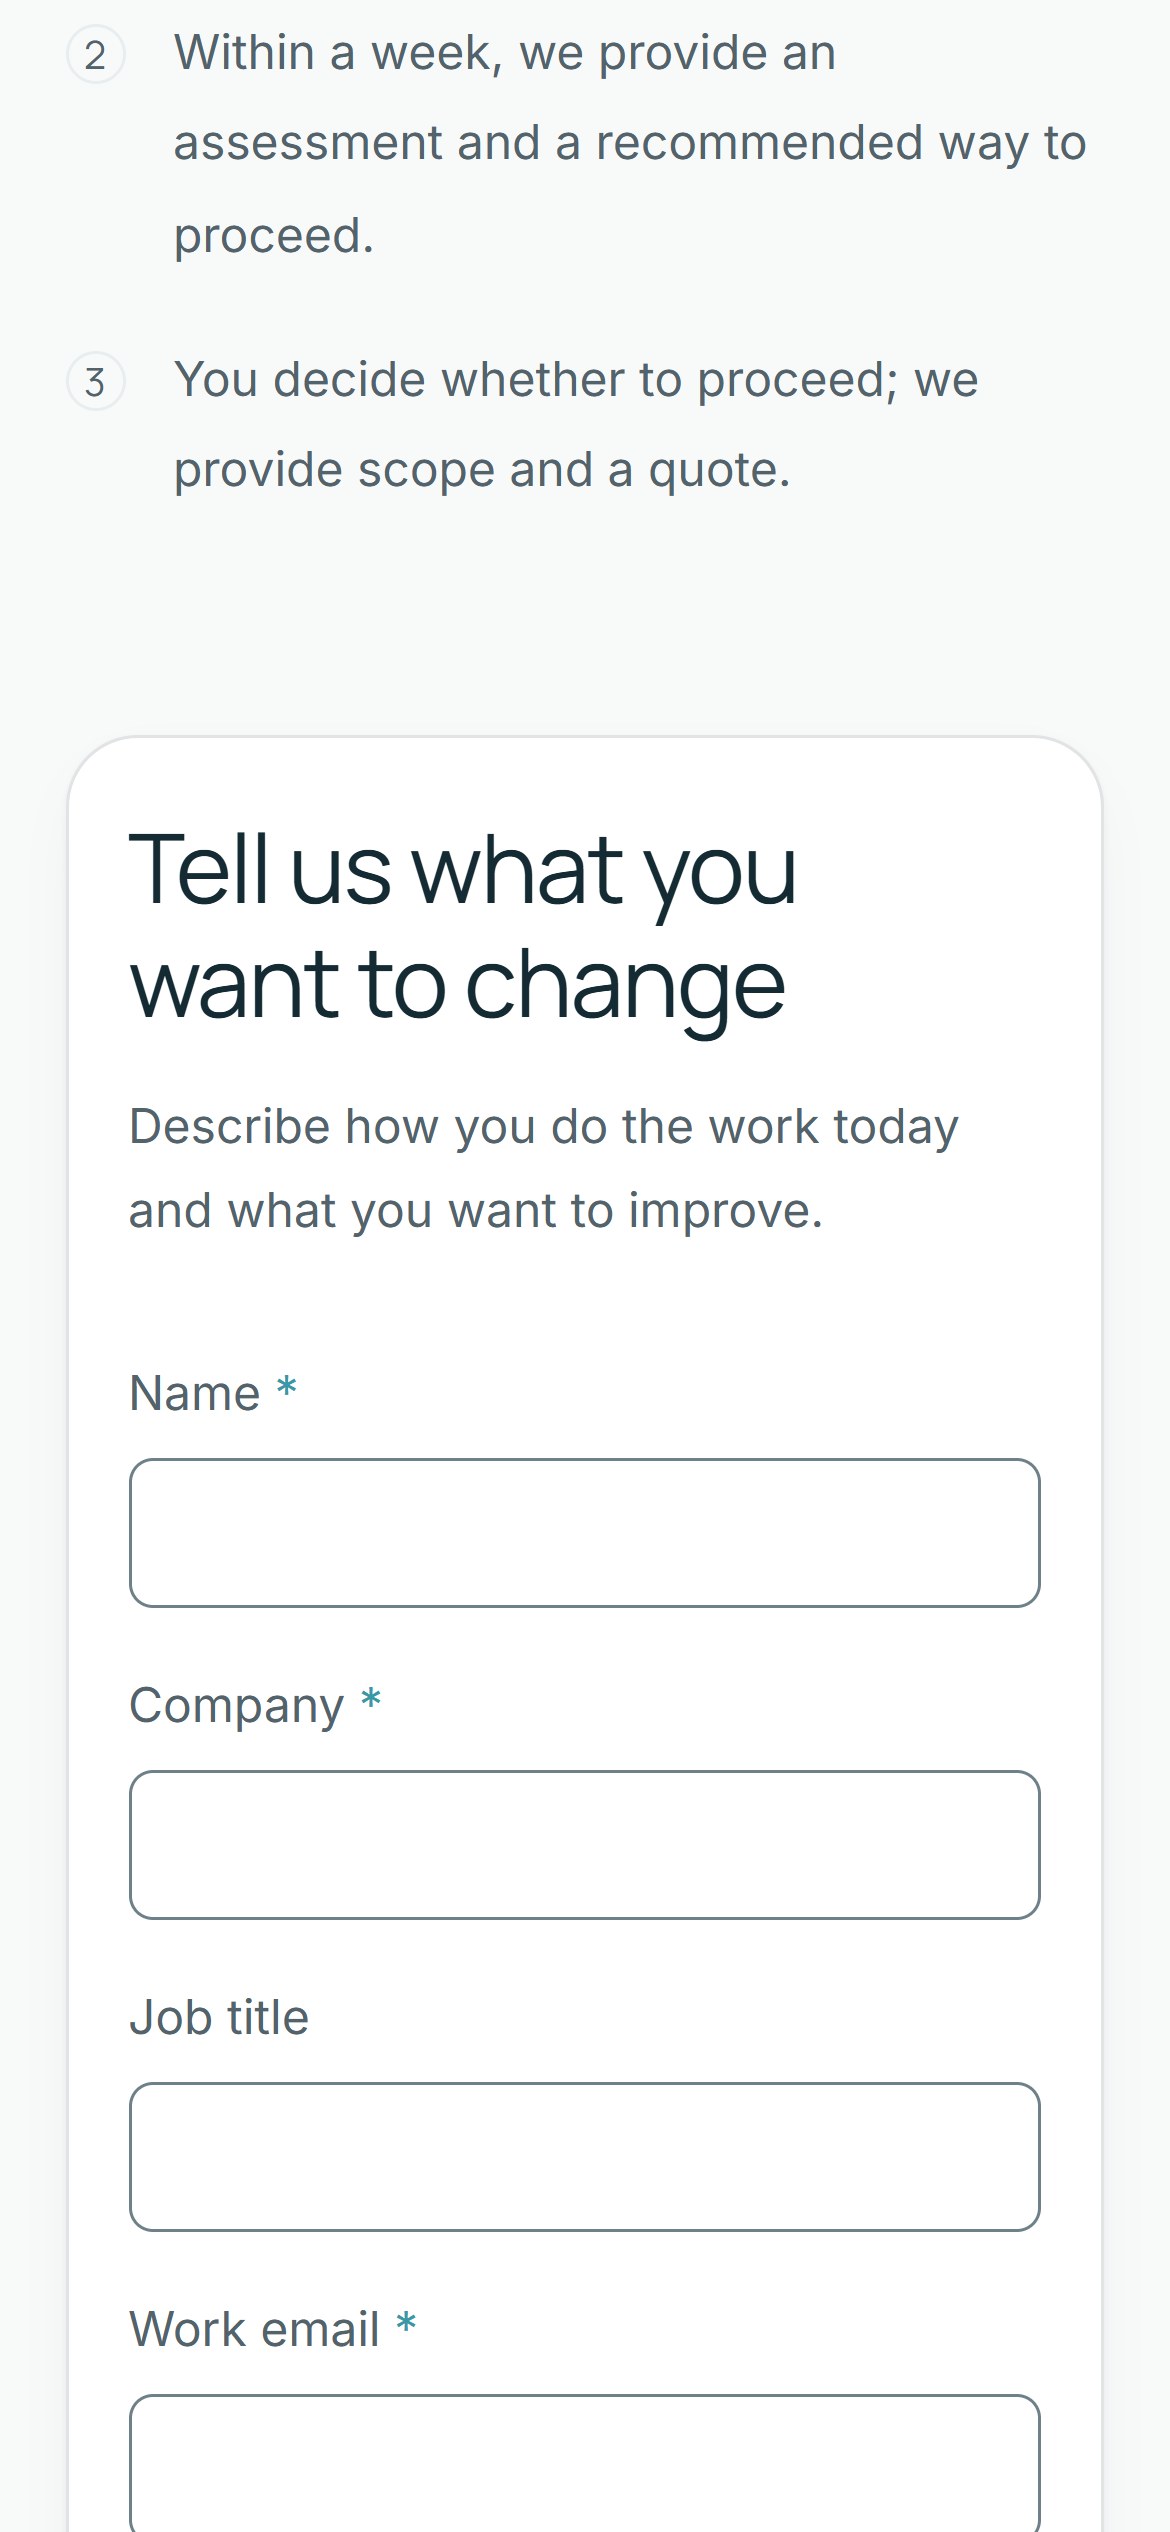 2 Within a week, we provide an
assessment and a recommended way to
proceed.
3 You decide whether to proceed; we
provide scope and a quote.
Tell us what you
want to change
Describe how you do the work today
and what you want to improve.
Name *
Company *
Job title
Work email *